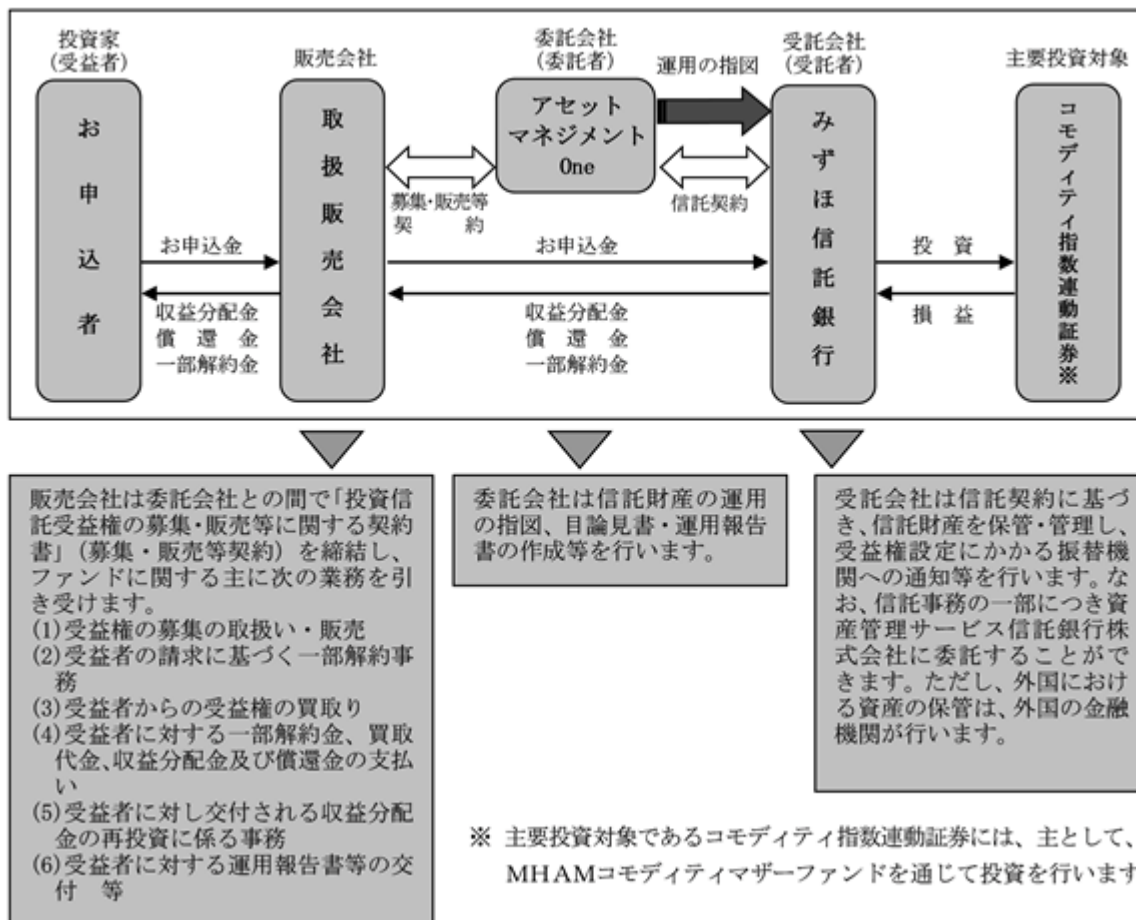 投資家
(受益者)
販売会社
委託会社
(委託者)
運用の指図
受託会社
(受託者)
主要投資対象
お申込者
取扱販売会社
アセット
マネジメント
One
みずほ信託銀行
コモディティ指数連動証券※
募集・販売等
契　約
信託契約
お申込金
お申込金
投　資
収益分配金
償　還　金
一部解約金
収益分配金
償　還　金
一部解約金
損　益
販売会社は委託会社との間で「投資信
託受益権の募集・販売等に関する契約
書」（募集・販売等契約）を締結し、
ファンドに関する主に次の業務を引
き受けます。
(1)受益権の募集の取扱い・販売
(2)受益者の請求に基づく一部解約事
務
(3)受益者からの受益権の買取り
(4)受益者に対する一部解約金、買取
代金、収益分配金及び償還金の支払
い
(5)受益者に対し交付される収益分配
金の再投資に係る事務
(6)受益者に対する運用報告書等の交
付　等
委託会社は信託財産の運用
の指図、目論見書・運用報告
書の作成等を行います。
受託会社は信託契約に基づ
き、信託財産を保管・管理し、
受益権設定にかかる振替機
関への通知等を行います。な
お、信託事務の一部につき資
産管理サービス信託銀行株
式会社に委託することがで
きます。ただし、外国におけ
る資産の保管は、外国の金融
機関が行います。
※ 主要投資対象であるコモディティ指数連動証券には、主として、
MHAMコモディティマザーファンドを通じて投資を行います